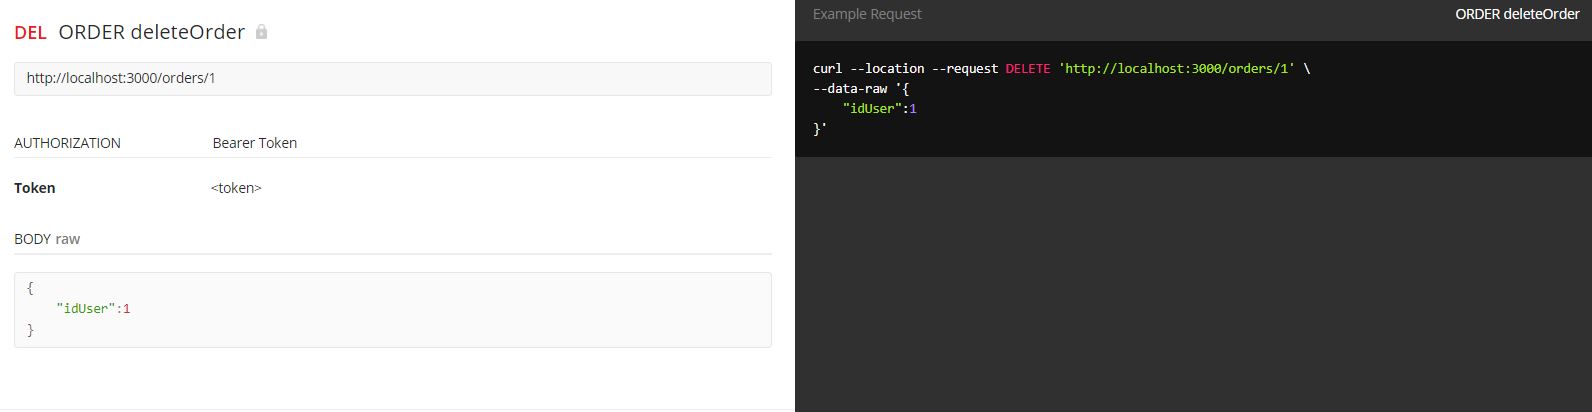 DEL ORDER deleteOrder
http://localhost:3000/orders/1
AUTHORIZATION Bearer Token
Token <token>
BODY raw
{
    "idUser":1
}
Example Request ORDER deleteOrder
curl --location --request DELETE 'http://localhost:3000/orders/1' \
--data-raw '{
    "idUser":1
}'